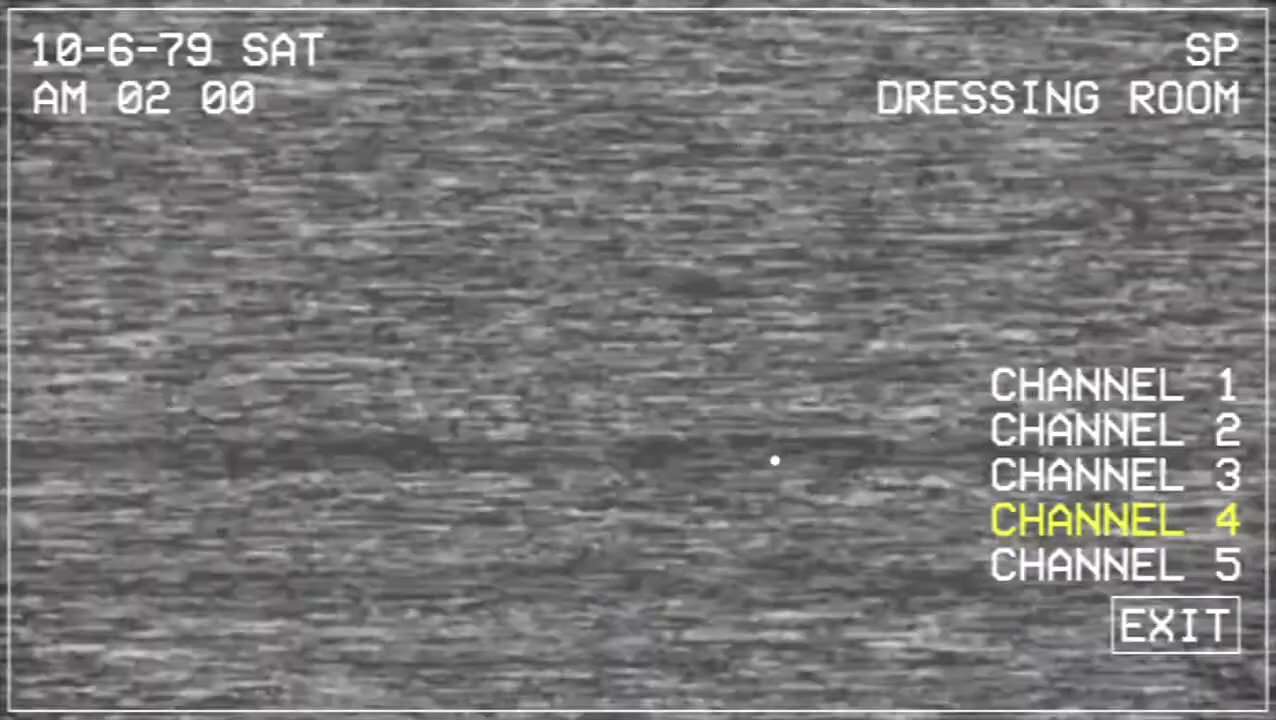 10-6-79 SAT
AM 02 00
SP
DRESSING ROOM
CHANNEL 1
CHANNEL 2
CHANNEL 3
CHANNEL 4
CHANNEL 5
EXIT